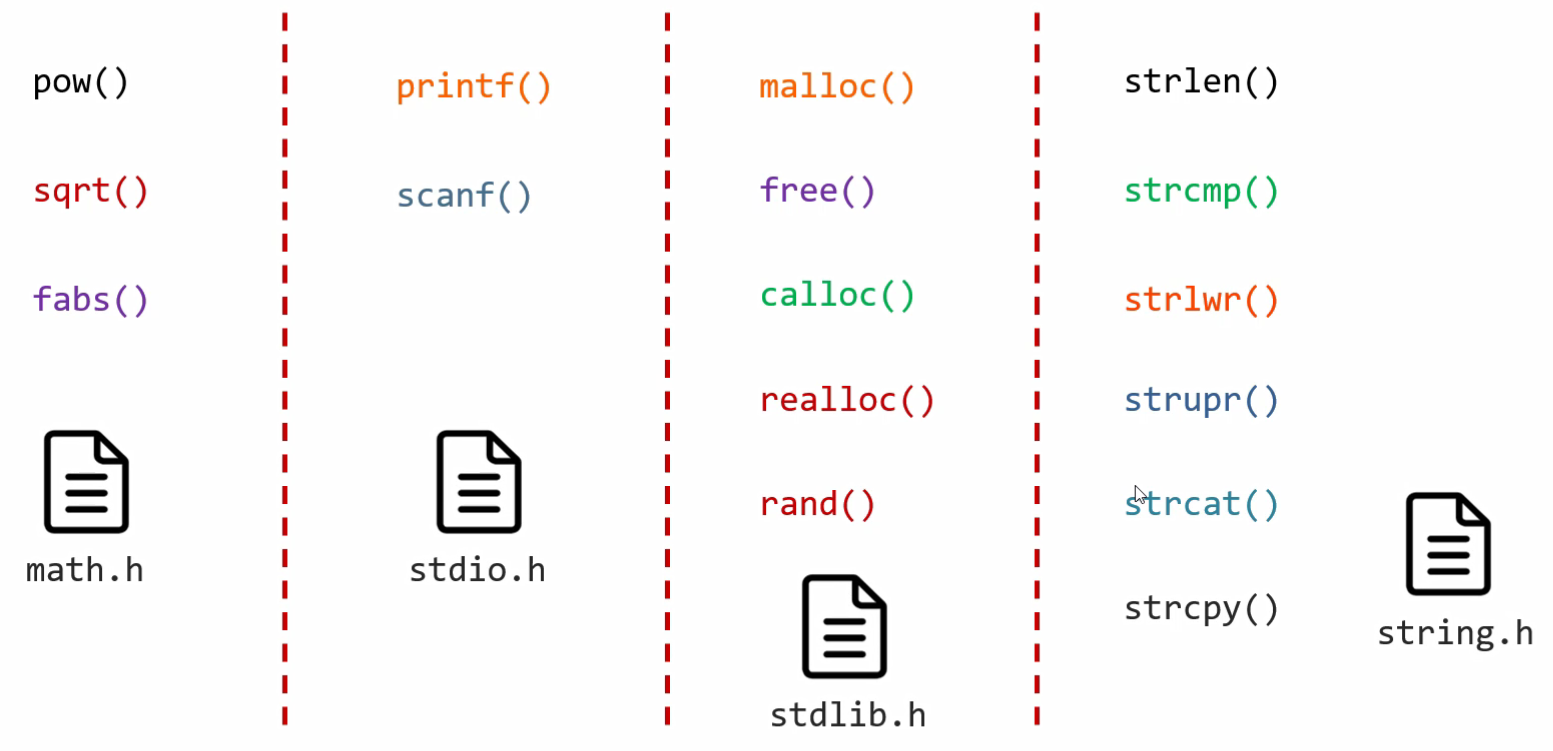 pow()
sqrt()
fabs()
math.h
printf()
scanf()
stdio.h
malloc()
free()
calloc()
realloc()
rand()
stdlib.h
strlen()
strcmp()
strlwr()
strupr()
strcat()
strcpy()
string.h